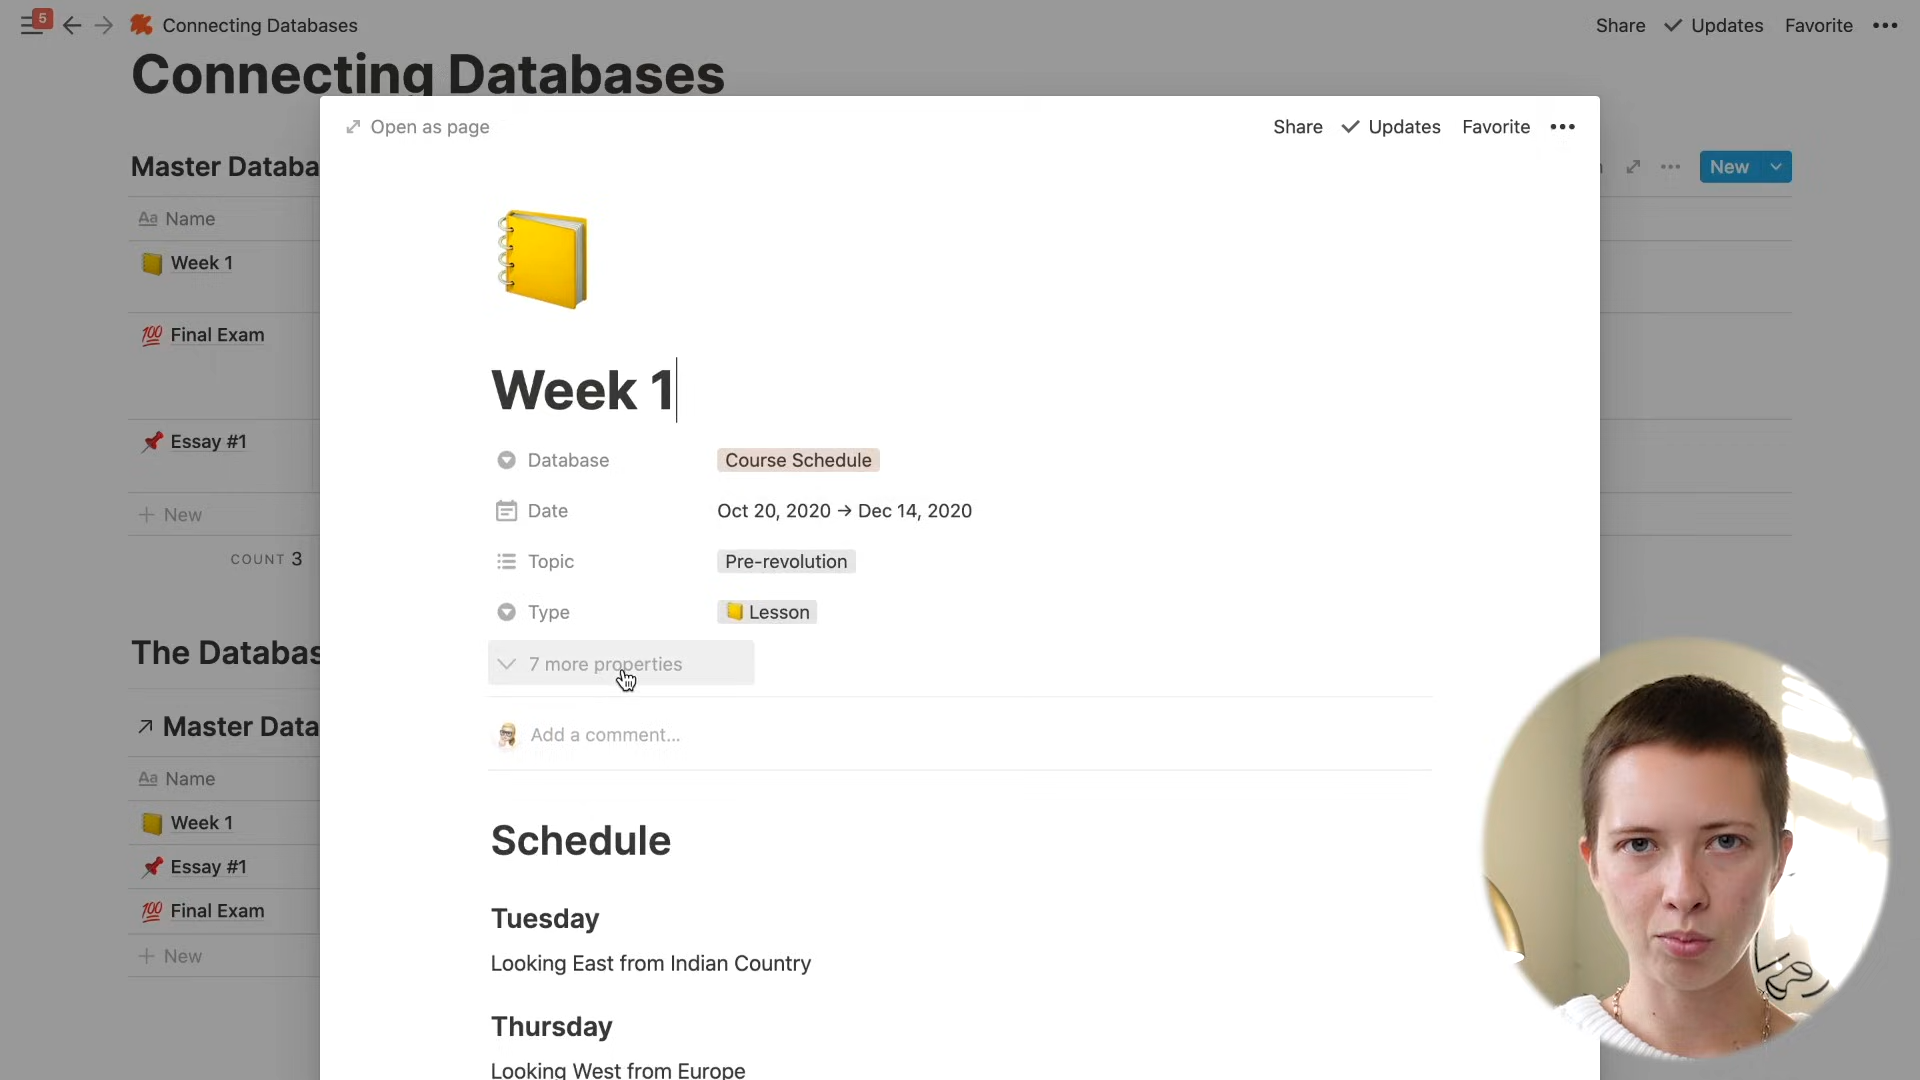 5
Connecting Databases
Share
Updates
Favorite
Connecting Databases
Open as page
Share
Updates
Favorite
Master Databa
New
Aa Name
Week 1
💯 Final Exam
📌 Essay #1
+ New
COUNT 3
Week 1
Database
Course Schedule
Date
Oct 20, 2020 → Dec 14, 2020
Topic
Pre-revolution
Type
Lesson
7 more properties
Add a comment...
Schedule
Tuesday
Looking East from Indian Country
Thursday
Looking West from Europe
The Databas
↗ Master Data
Aa Name
Week 1
📌 Essay #1
💯 Final Exam
+ New